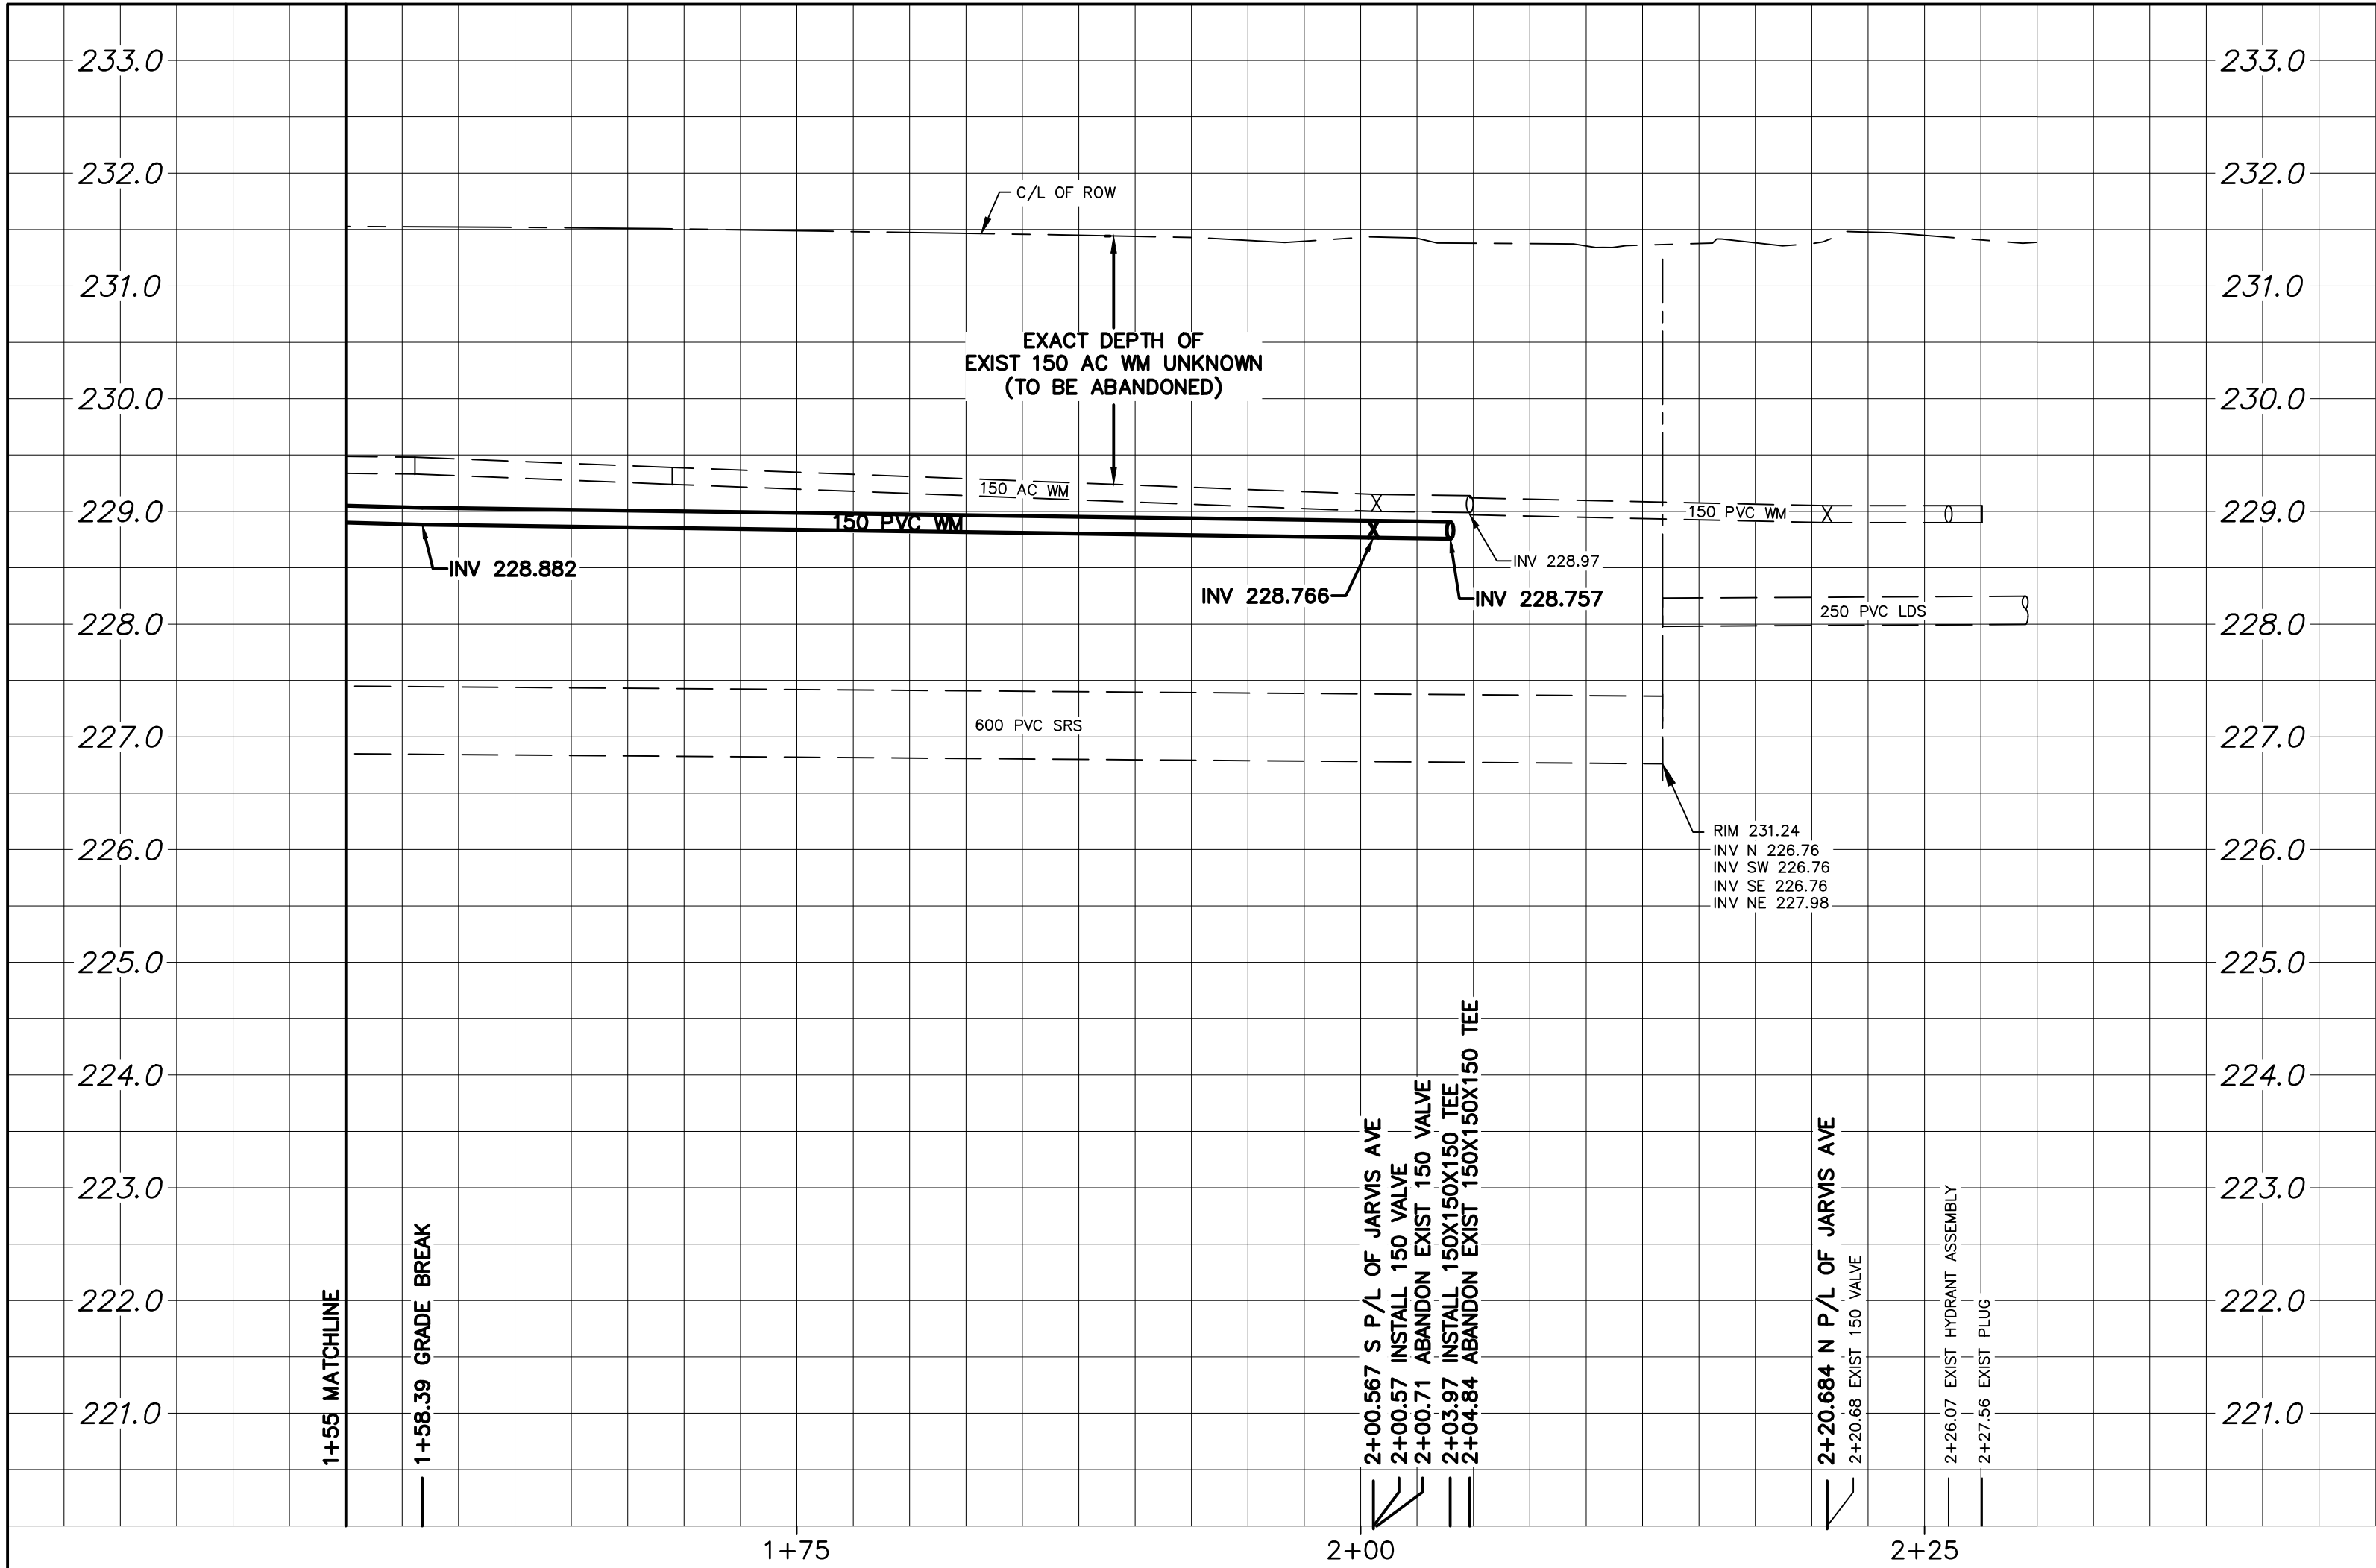 233.0
233.0
232.0
232.0
C/L OF ROW
231.0
231.0
EXACT DEPTH OF
EXIST 150 AC WM UNKNOWN
(TO BE ABANDONED)
230.0
230.0
150 AC WM
229.0
150 PVC WM
150 PVC WM
229.0
INV 228.882
INV 228.97
INV 228.766
INV 228.757
228.0
250 PVC LDS
228.0
227.0
600 PVC SRS
227.0
226.0
RIM 231.24
INV N 226.76
INV SW 226.76
INV SE 226.76
INV NE 227.98
226.0
225.0
225.0
224.0
224.0
223.0
223.0
222.0
222.0
221.0
221.0
1+55 MATCHLINE
1+58.39 GRADE BREAK
2+00.567 S P/L OF JARVIS AVE
2+00.57 INSTALL 150 VALVE
2+00.71 ABANDON EXIST 150 VALVE
2+03.97 INSTALL 150X150X150 TEE
2+04.84 ABANDON EXIST 150X150X150 TEE
2+20.684 N P/L OF JARVIS AVE
2+20.68 EXIST 150 VALVE
2+26.07 EXIST HYDRANT ASSEMBLY
2+27.56 EXIST PLUG
1+75
2+00
2+25